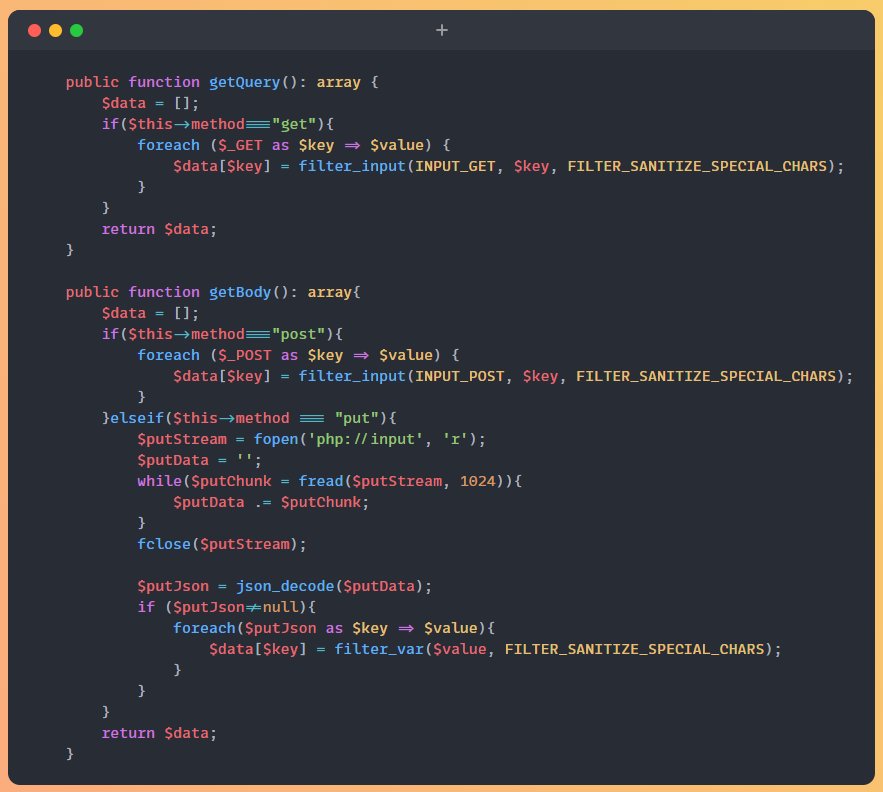 public function getQuery(): array {
    $data = [];
    if($this->method==="get"){
        foreach ($_GET as $key => $value) {
            $data[$key] = filter_input(INPUT_GET, $key, FILTER_SANITIZE_SPECIAL_CHARS);
        }
    }
    return $data;
}

public function getBody(): array{
    $data = [];
    if($this->method==="post"){
        foreach ($_POST as $key => $value) {
            $data[$key] = filter_input(INPUT_POST, $key, FILTER_SANITIZE_SPECIAL_CHARS);
        }
    }elseif($this->method === "put"){
        $putStream = fopen('php://input', 'r');
        $putData = '';
        while($putChunk = fread($putStream, 1024)){
            $putData .= $putChunk;
        }
        fclose($putStream);

        $putJson = json_decode($putData);
        if ($putJson!=null){
            foreach($putJson as $key => $value){
                $data[$key] = filter_var($value, FILTER_SANITIZE_SPECIAL_CHARS);
            }
        }
    }
    return $data;
}